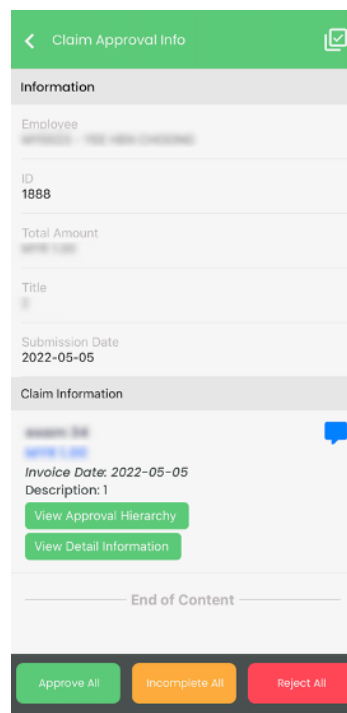 Claim Approval Info
Information
Employee
ID
1888
Total Amount
Title
Submission Date
2022-05-05
Claim Information
Invoice Date: 2022-05-05
Description: 1
View Approval Hierarchy
View Detail Information
End of Content
Approve All
Incomplete All
Reject All